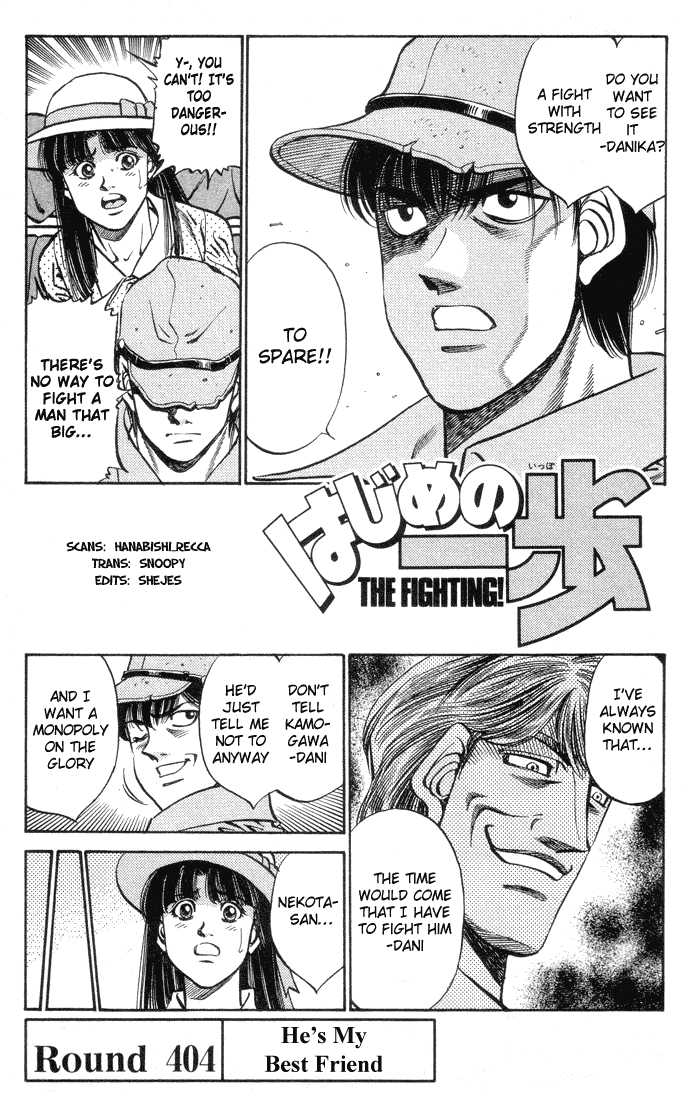 DO YOU
WANT
TO SEE
IT
-DANIKA?
A FIGHT
WITH
STRENGTH
TO
SPARE!!
Y-, YOU
CAN'T! IT'S
TOO
DANGER-
OUS!!
THERE'S
NO WAY TO
FIGHT A
MAN THAT
BIG...
はじめの一歩
いっぽ
THE FIGHTING!
SCANS: HANABISHI_RECCA
TRANS: SNOOPY
EDITS: SHEJES
I'VE
ALWAYS
KNOWN
THAT...
THE TIME
WOULD COME
THAT I HAVE
TO FIGHT HIM
-DANI
DON'T
TELL
KAMO-
GAWA
-DANI
HE'D
JUST
TELL ME
NOT TO
ANYWAY
AND I
WANT A
MONOPOLY
ON THE
GLORY
NEKOTA-
SAN...
Round 404
He's My
Best Friend